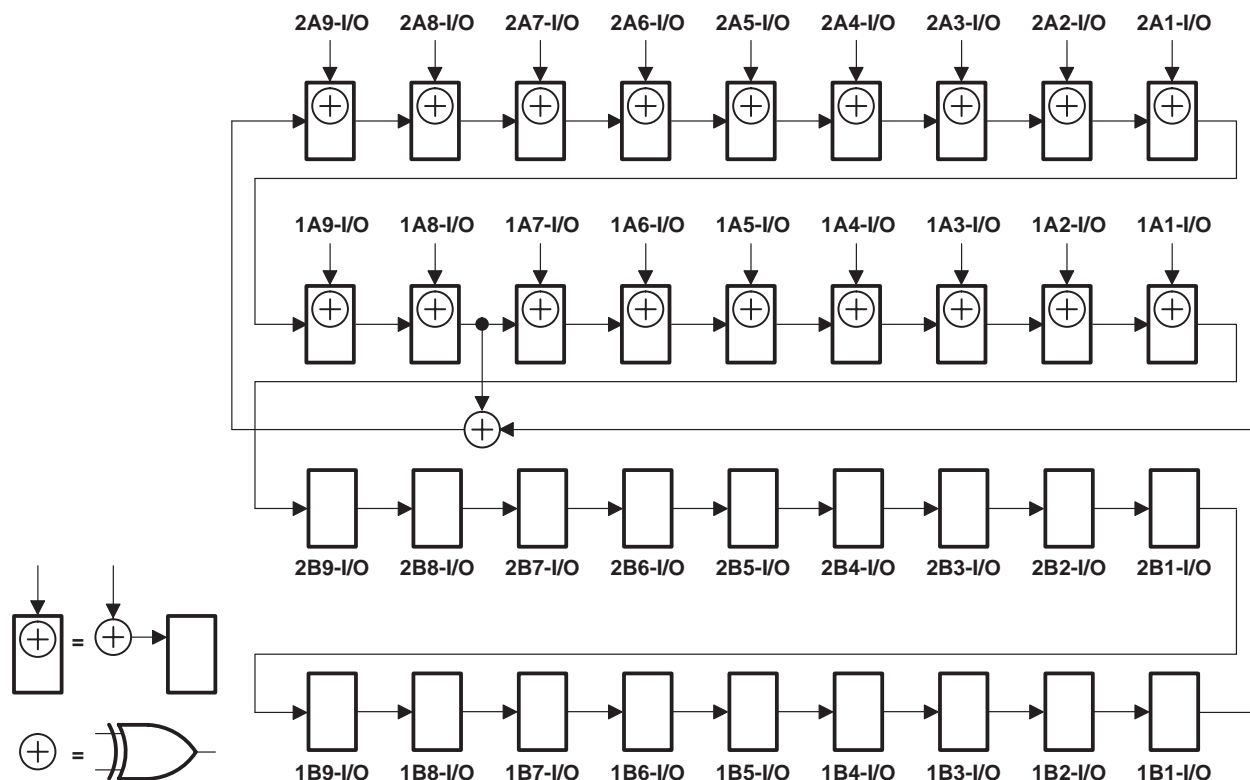 2A9-I/O 2A8-I/O 2A7-I/O 2A6-I/O 2A5-I/O 2A4-I/O 2A3-I/O 2A2-I/O 2A1-I/O
1A9-I/O 1A8-I/O 1A7-I/O 1A6-I/O 1A5-I/O 1A4-I/O 1A3-I/O 1A2-I/O 1A1-I/O
2B9-I/O 2B8-I/O 2B7-I/O 2B6-I/O 2B5-I/O 2B4-I/O 2B3-I/O 2B2-I/O 2B1-I/O
=
=
1B9-I/O 1B8-I/O 1B7-I/O 1B6-I/O 1B5-I/O 1B4-I/O 1B3-I/O 1B2-I/O 1B1-I/O